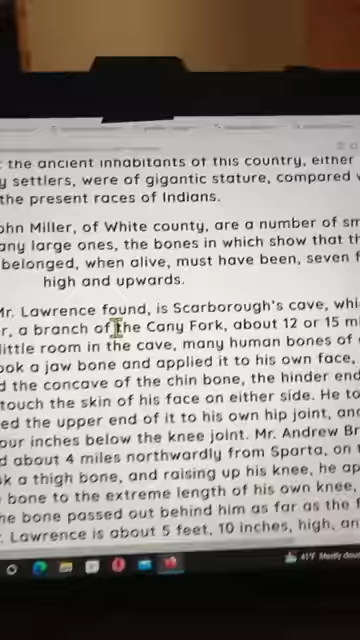 the ancient inhabitants of this country, either
y settlers, were of gigantic stature, compared
the present races of Indians.
ohn Miller, of White county, are a number of sm
any large ones, the bones in which show that th
belonged, when alive, must have been, seven f
high and upwards.
Mr. Lawrence found, is Scarborough's cave, whi
r, a branch of the Cany Fork, about 12 or 15 mi
little room in the cave, many human bones of
ook a jaw bone and applied it to his own face,
d the concave of the chin bone, the hinder end
touch the skin of his face on either side. He to
ed the upper end of it to his own hip joint, an
our inches below the knee joint. Mr. Andrew Br
d about 4 miles northwardly from Sparta, on
k a thigh bone, and raising up his knee, he ap
bone to the extreme length of his own knee,
he bone passed out behind him as far as the f
. Lawrence is about 5 feet, 10 inches, high, an
41°F Mostly clou